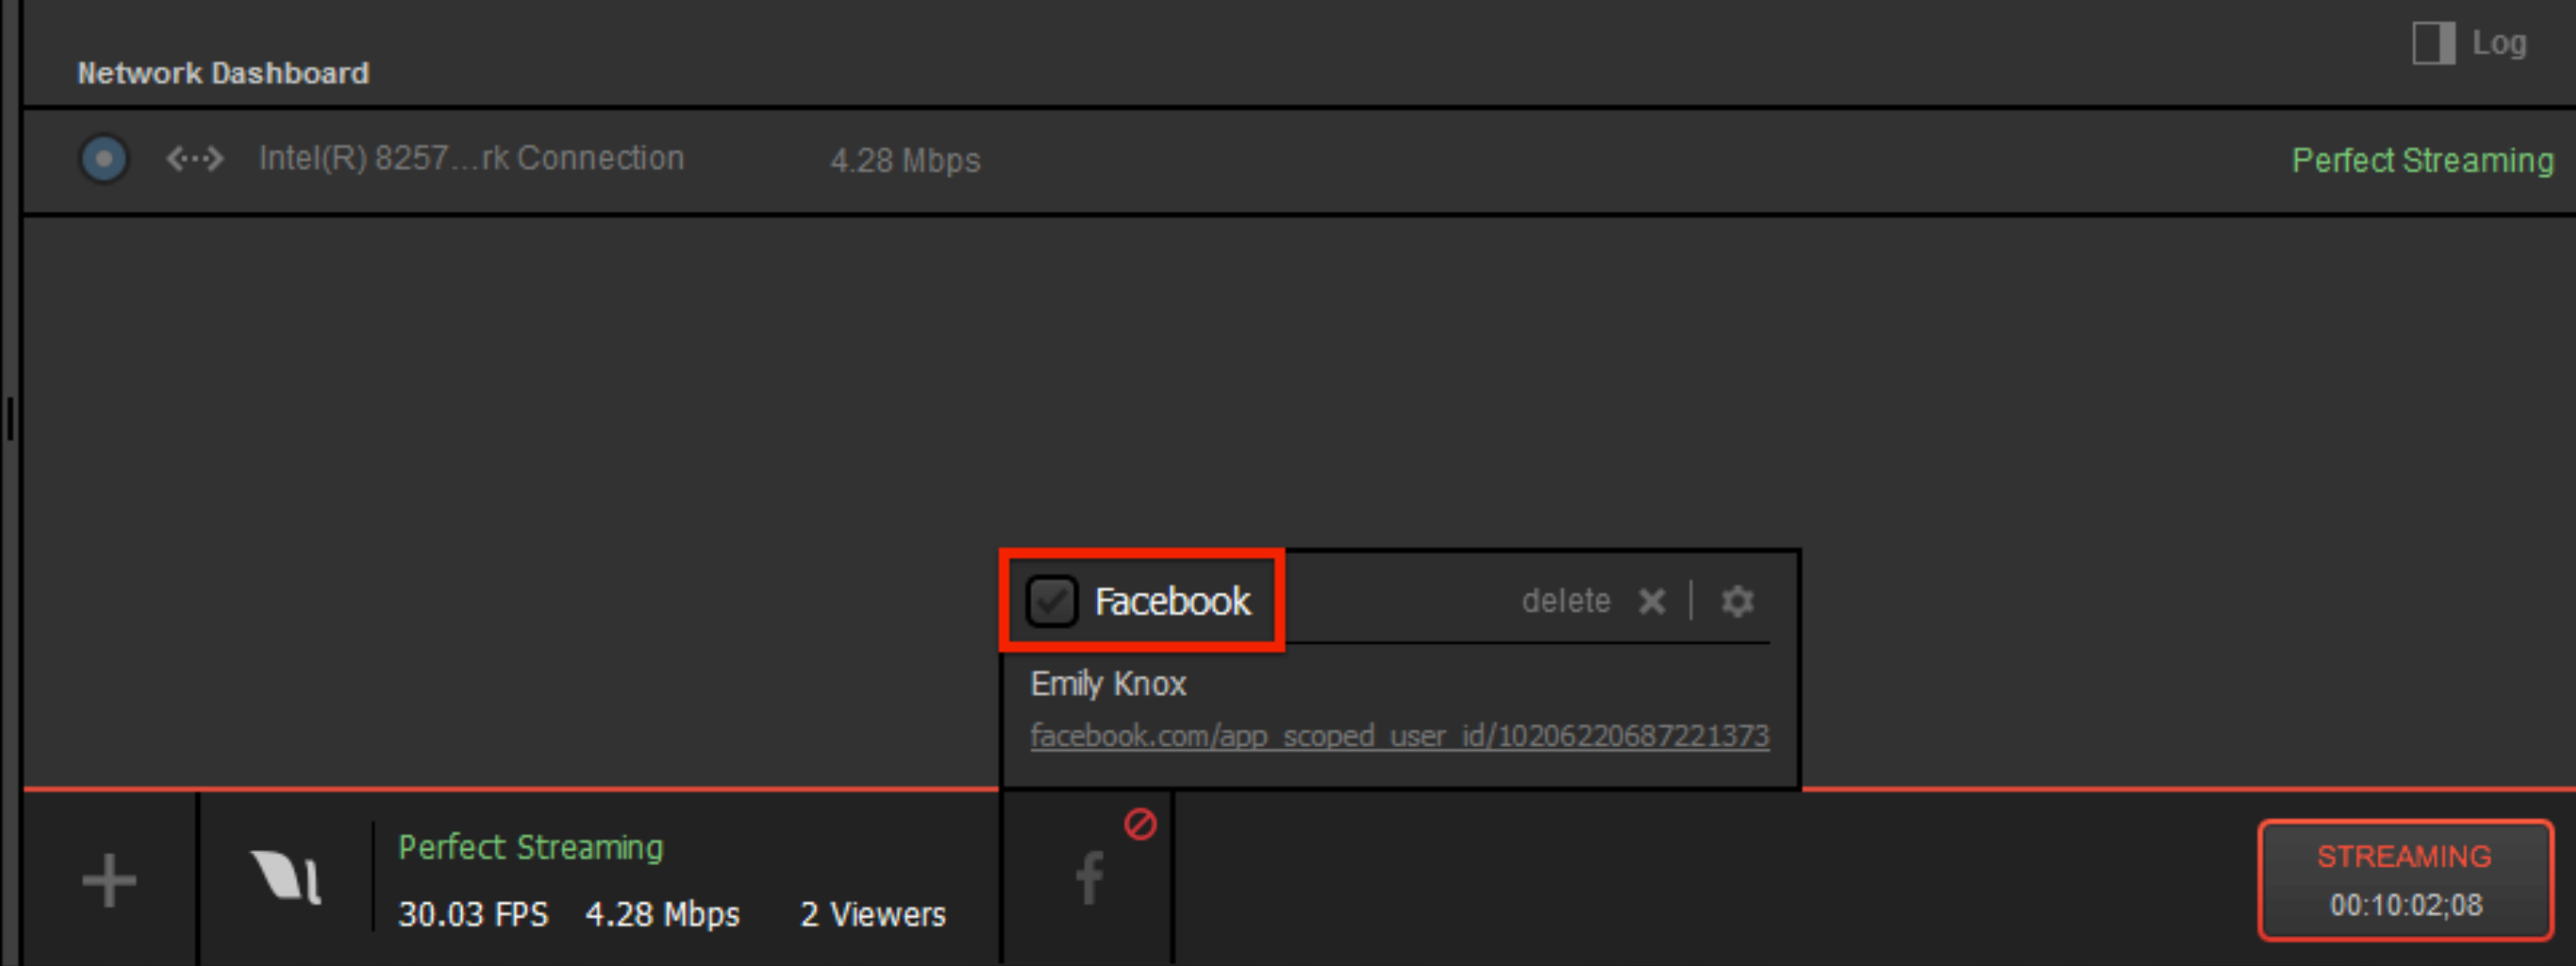 Log
Network Dashboard
Intel(R) 8257...rk Connection 4.28 Mbps Perfect Streaming
Facebook delete
Emily Knox
facebook.com/app_scoped_user_id/10206220687221373
Perfect Streaming
30.03 FPS 4.28 Mbps 2 Viewers
STREAMING
00:10:02;08